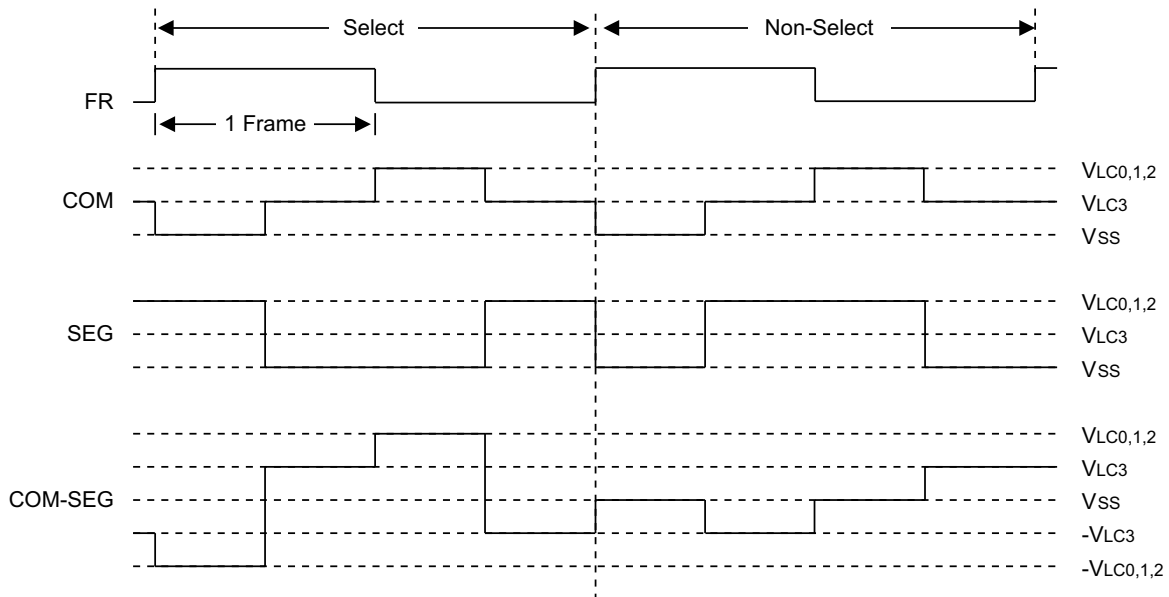 Select
Non-Select
FR
1 Frame
COM
VLC0,1,2
VLC3
VSS
SEG
VLC0,1,2
VLC3
VSS
COM-SEG
VLC0,1,2
VLC3
VSS
-VLC3
-VLC0,1,2